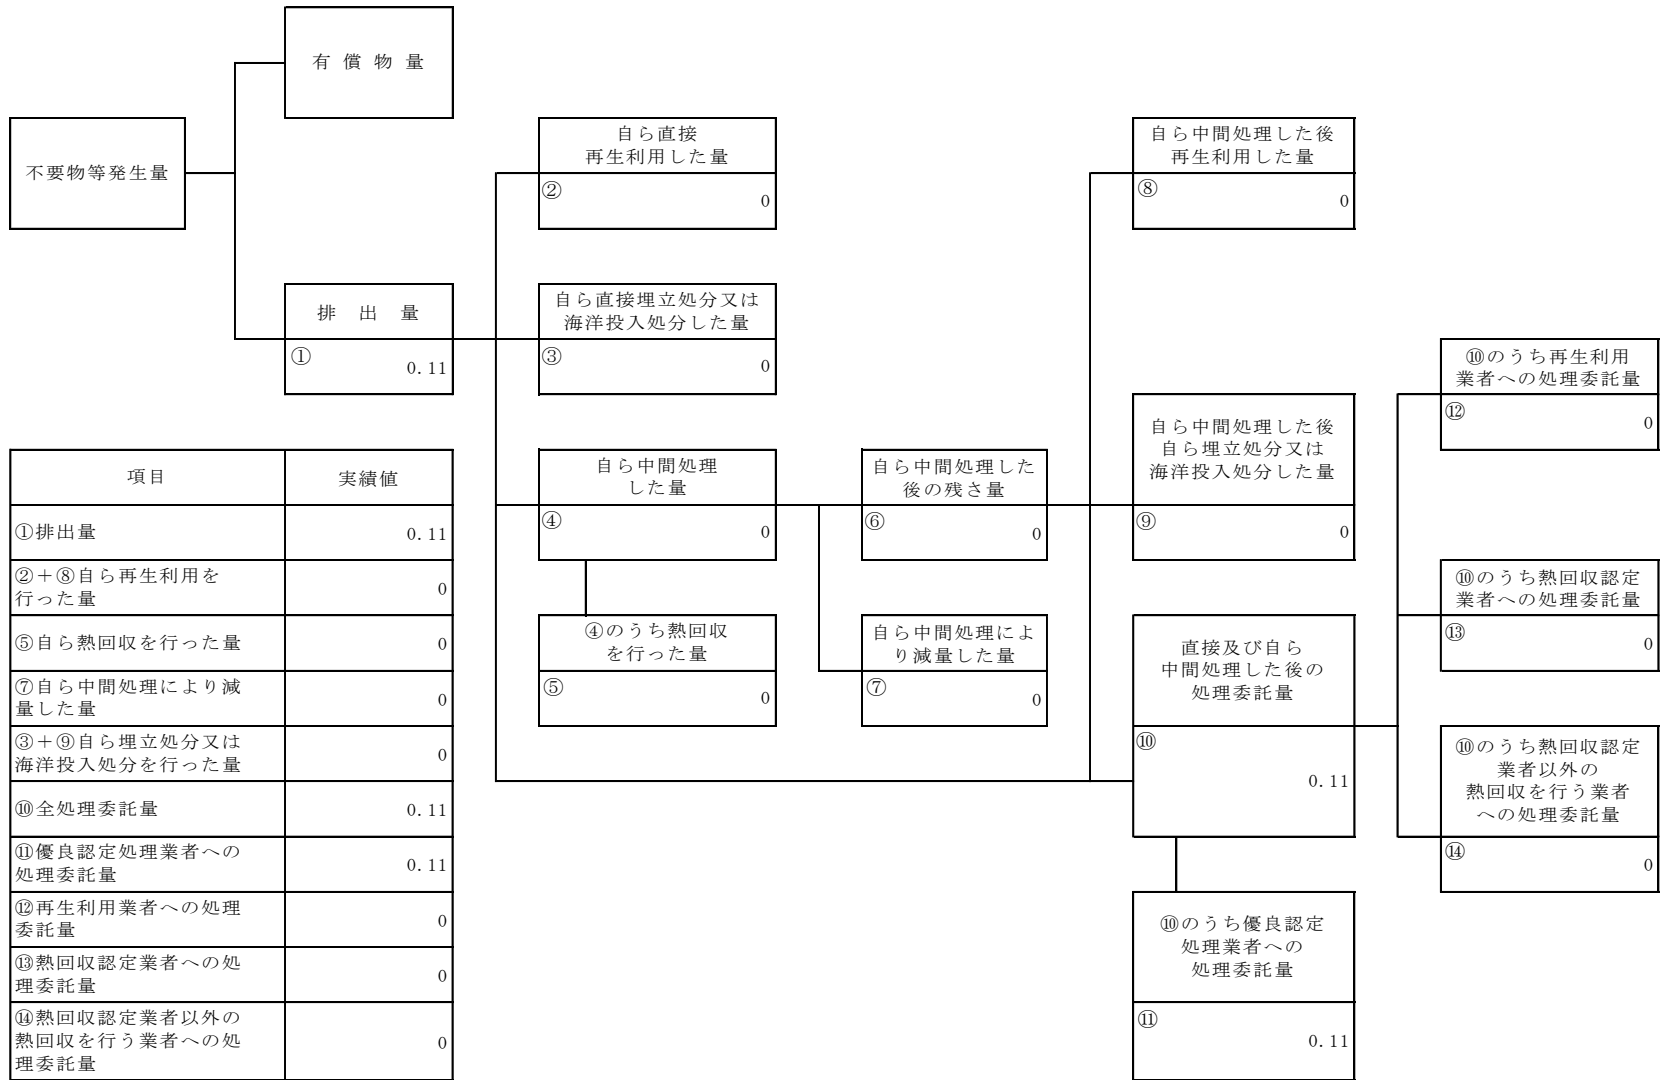 有償物量
不要物等発生量
排出量
①
0.11
自ら直接
再生利用した量
②
0
自ら直接埋立処分又は
海洋投入処分した量
③
0
自ら中間処理
した量
④
0
④のうち熱回収
を行った量
⑤
0
自ら中間処理した
後の残さ量
⑥
0
自ら中間処理によ
り減量した量
⑦
0
自ら中間処理した後
再生利用した量
⑧
0
自ら中間処理した後
自ら埋立処分又は
海洋投入処分した量
⑨
0
直接及び自ら
中間処理した後の
処理委託量
⑩
0.11
⑩のうち優良認定
処理業者への
処理委託量
⑪
0.11
⑩のうち再生利用
業者への処理委託量
⑫
0
⑩のうち熱回収認定
業者への処理委託量
⑬
0
⑩のうち熱回収認定
業者以外の
熱回収を行う業者
への処理委託量
⑭
0
項目 実績値
①排出量 0.11
②+⑧自ら再生利用を
行った量 0
⑤自ら熱回収を行った量 0
⑦自ら中間処理により減
量した量 0
③+⑨自ら埋立処分又は
海洋投入処分を行った量 0
⑩全処理委託量 0.11
⑪優良認定処理業者への
処理委託量 0.11
⑫再生利用業者への処理
委託量 0
⑬熱回収認定業者への処
理委託量 0
⑭熱回収認定業者以外の
熱回収を行う業者への処 0
理委託量